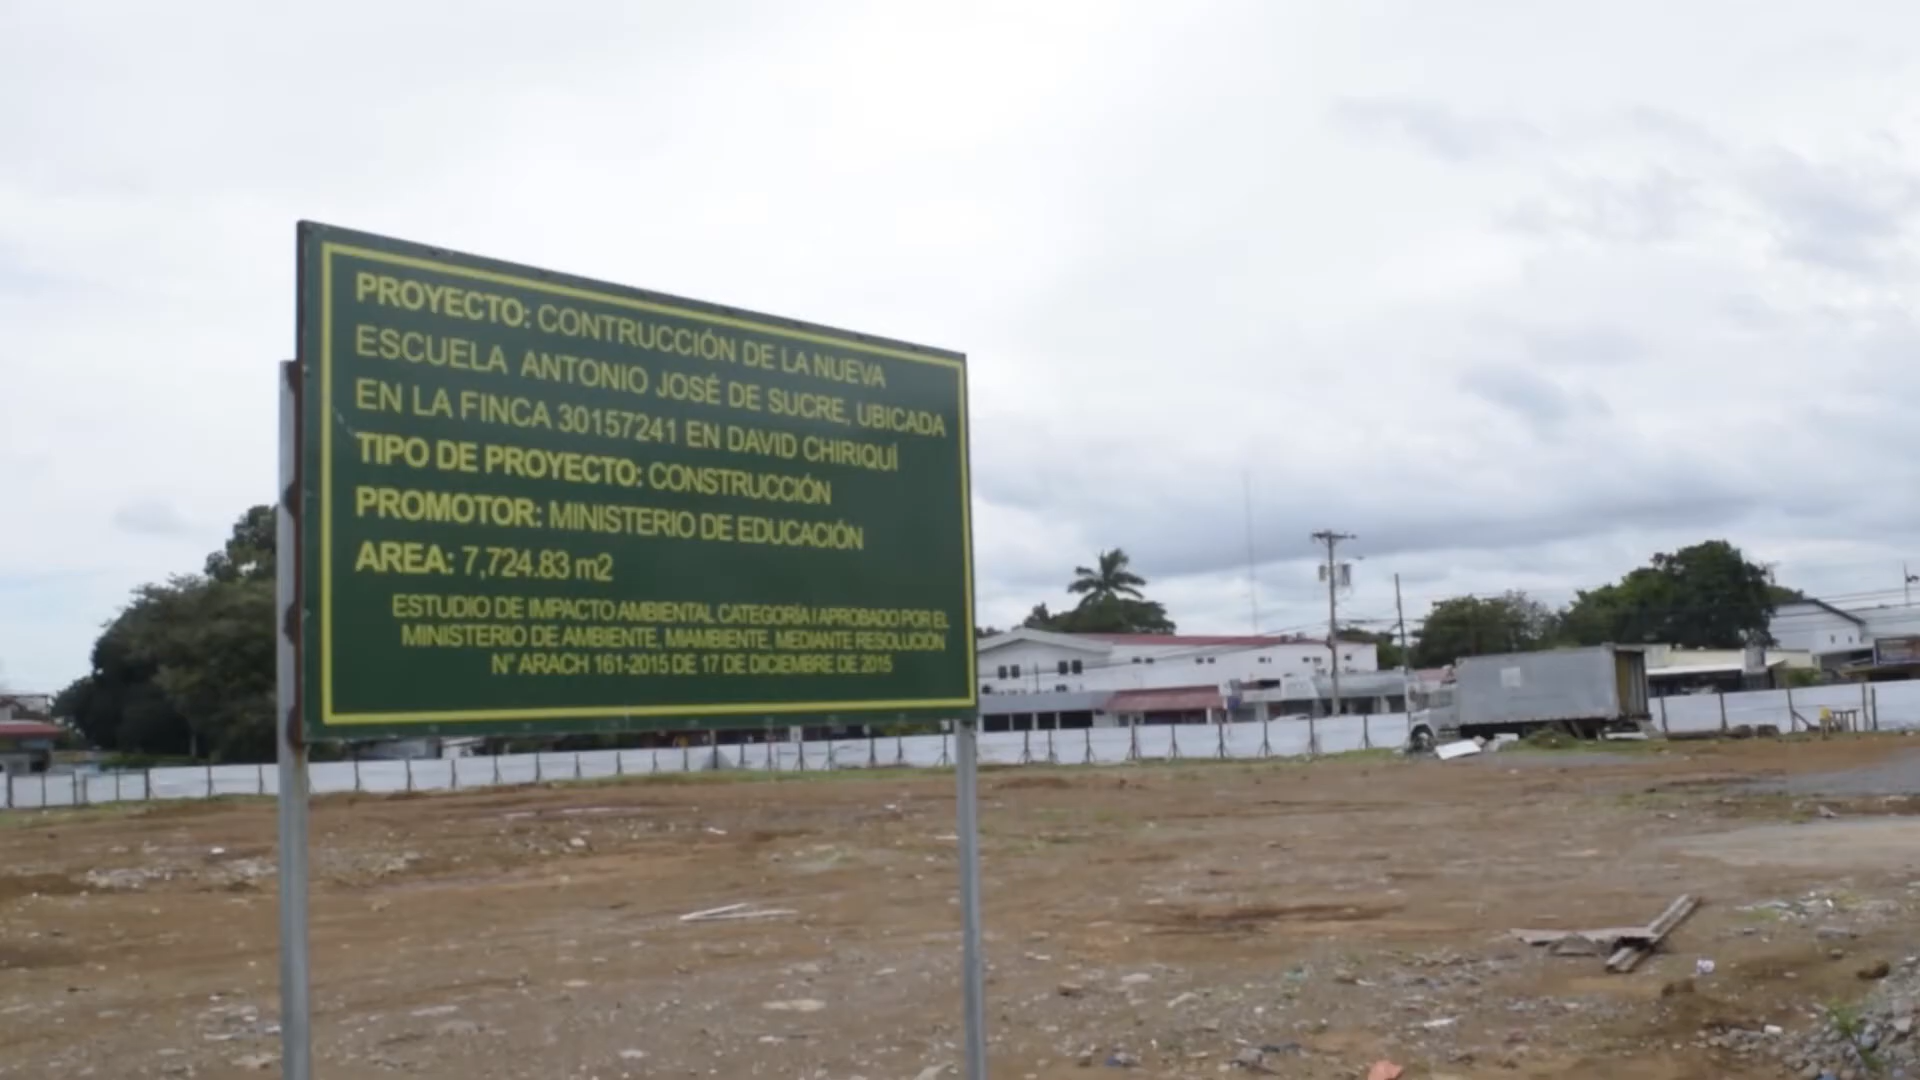 PROYECTO: CONTRUCCIÓN DE LA NUEVA
ESCUELA ANTONIO JOSÉ DE SUCRE, UBICADA
EN LA FINCA 30157241 EN DAVID CHIRIQUÍ
TIPO DE PROYECTO: CONSTRUCCIÓN
PROMOTOR: MINISTERIO DE EDUCACIÓN
AREA: 7,724.83 m2
ESTUDIO DE IMPACTO AMBIENTAL CATEGORÍA I APROBADO POR EL
MINISTERIO DE AMBIENTE, MIAMBIENTE, MEDIANTE RESOLUCIÓN
N° ARACH 161-2015 DE 17 DE DICIEMBRE DE 2015